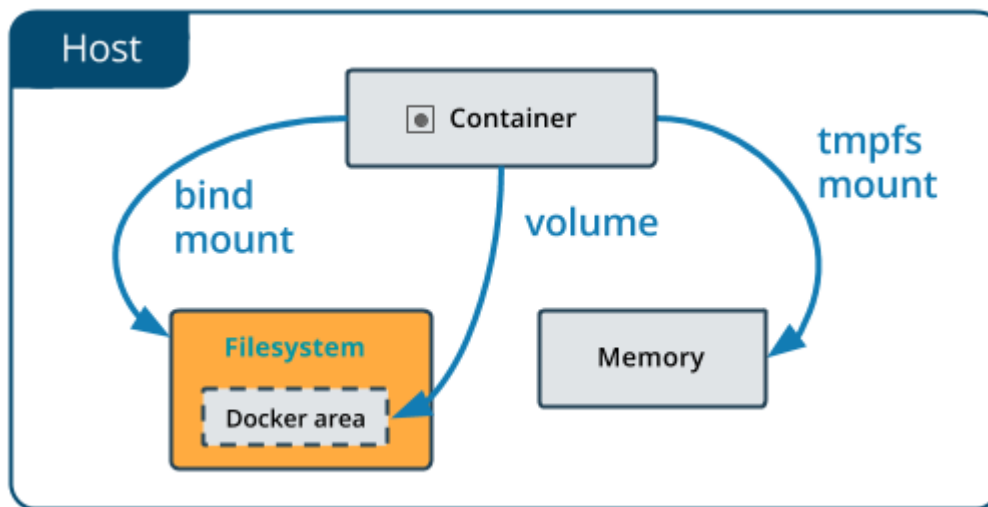 Host
Container
bind
mount
volume
tmpfs
mount
Filesystem
Docker area
Memory